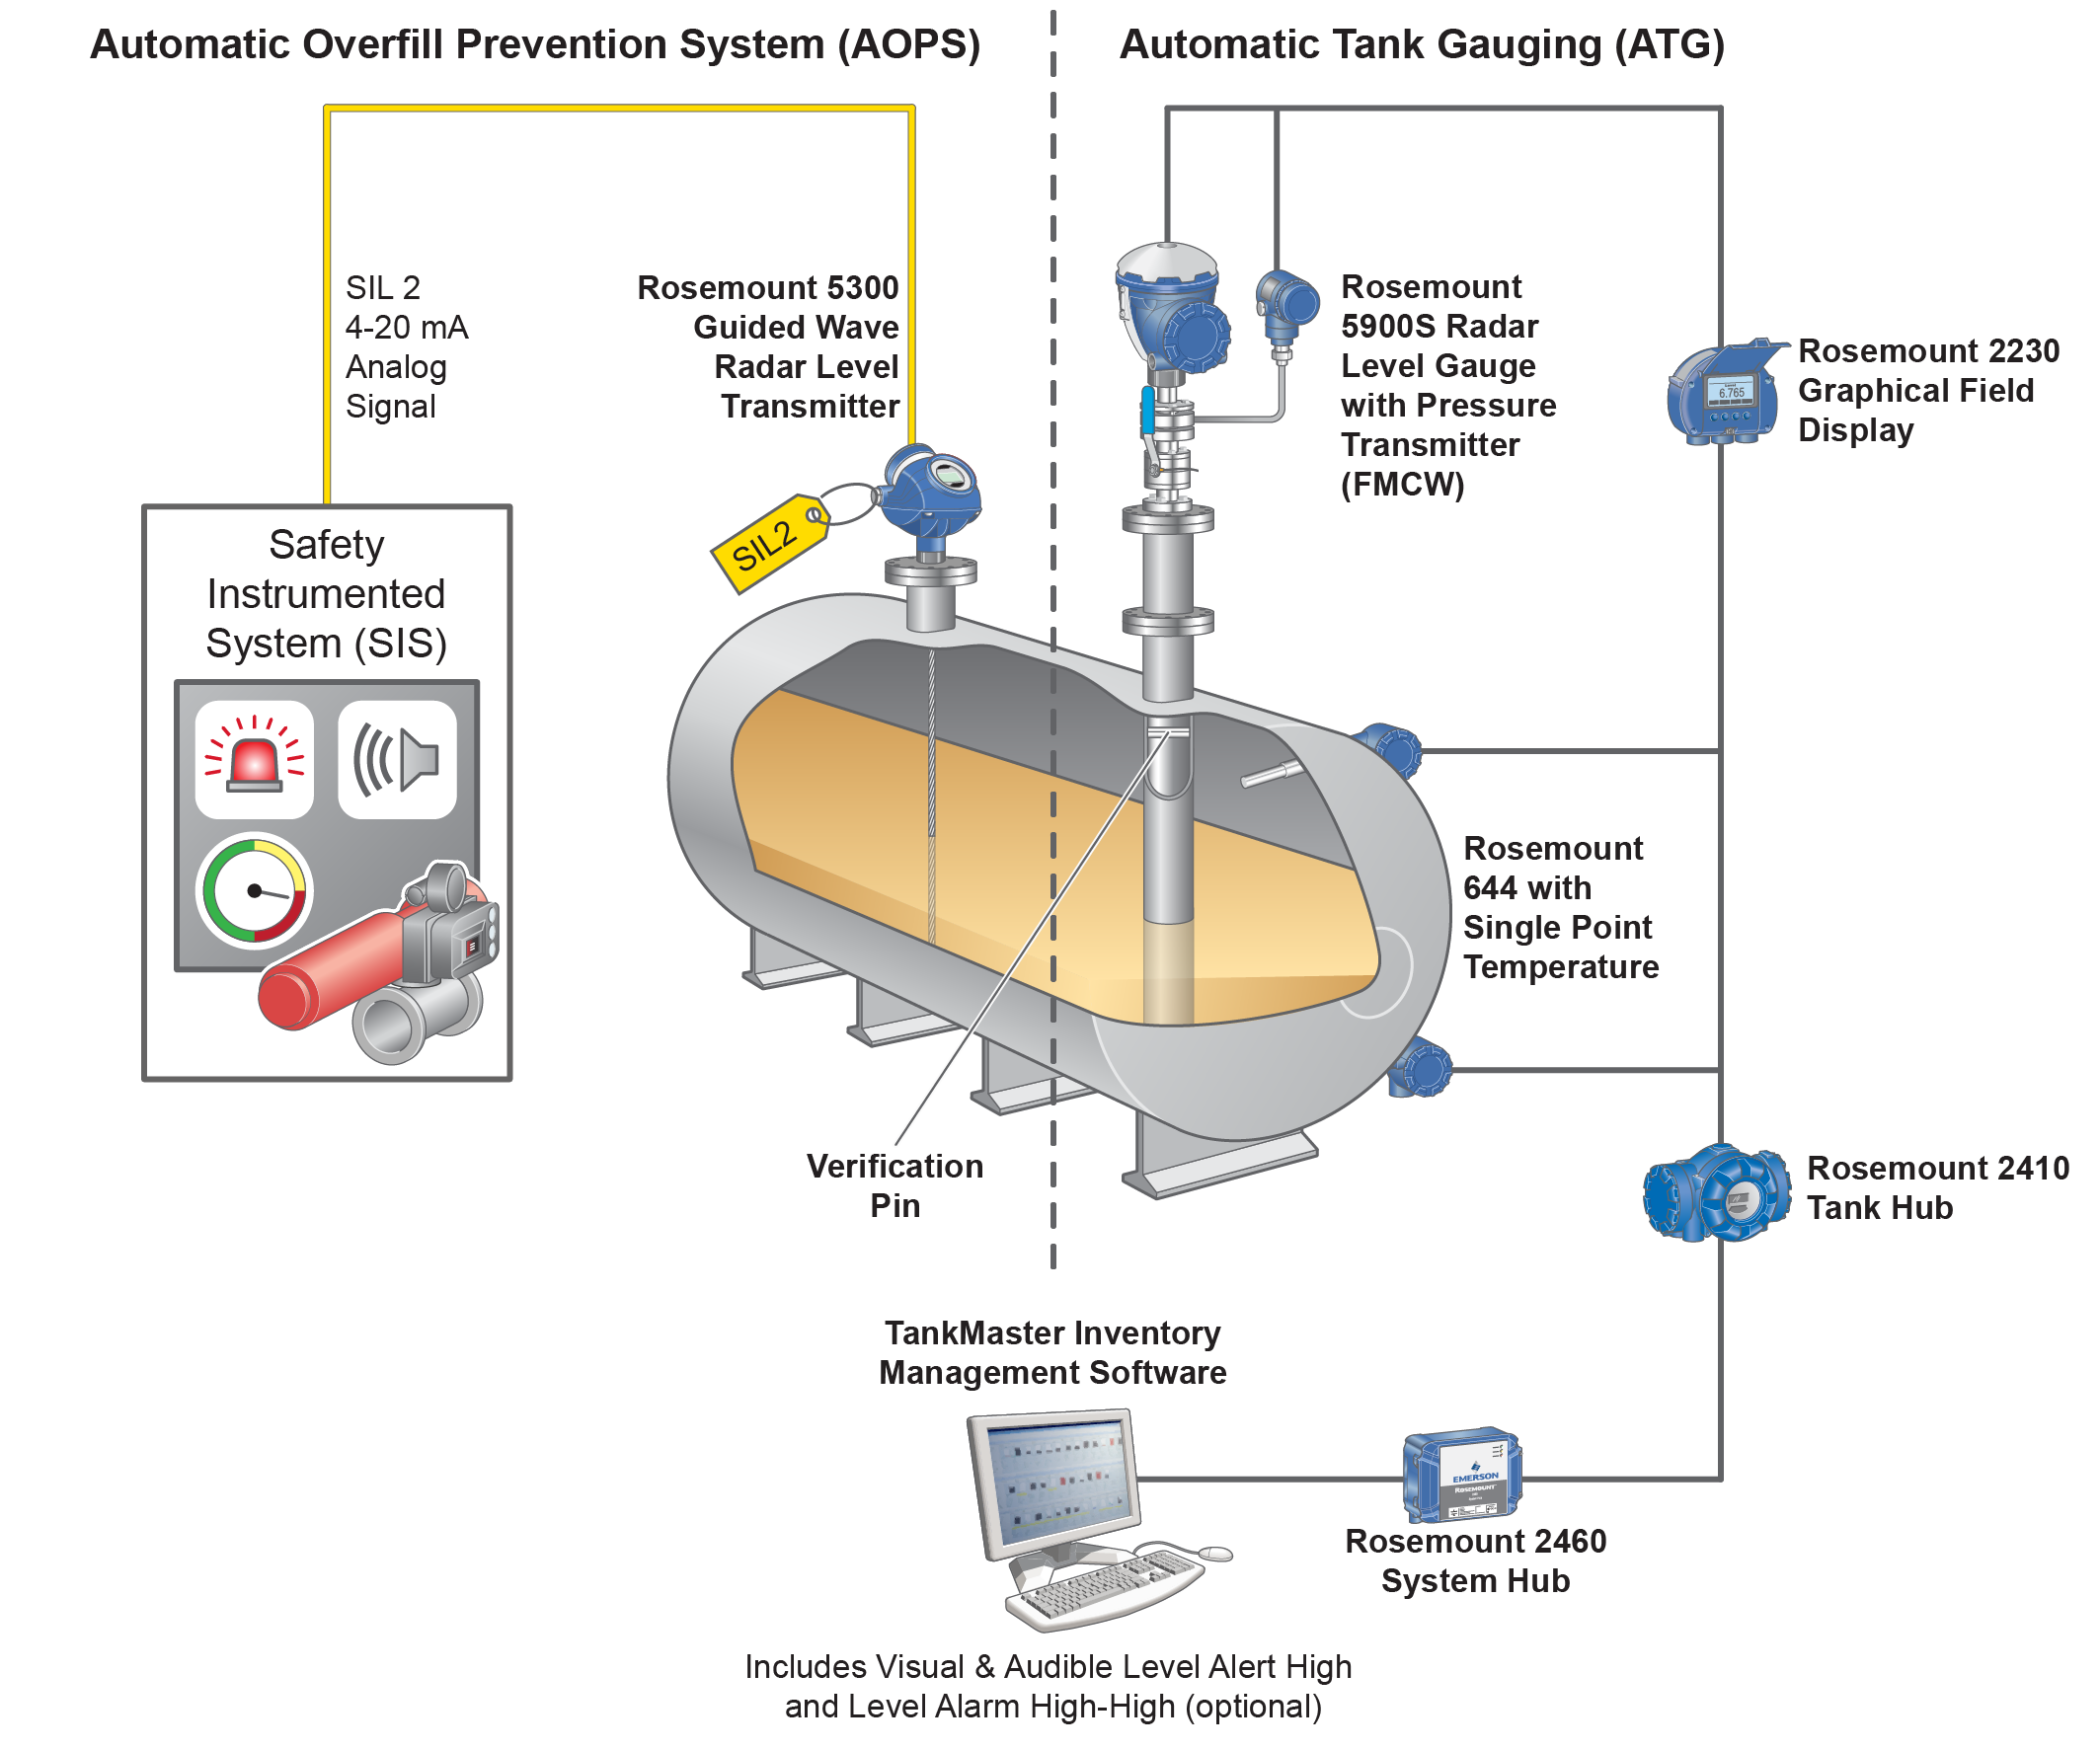 Automatic Overfill Prevention System (AOPS)
Automatic Tank Gauging (ATG)
SIL 2
4-20 mA
Analog
Signal
Rosemount 5300
Guided Wave
Radar Level
Transmitter
Rosemount
5900S Radar
Level Gauge
with Pressure
Transmitter
(FMCW)
6.765
Rosemount 2230
Graphical Field
Display
SIL2
Safety
Instrumented
System (SIS)
Rosemount
644 with
Single Point
Temperature
Verification
Pin
Rosemount 2410
Tank Hub
TankMaster Inventory
Management Software
EMERSON
ROSEMOUNT
Rosemount 2460
System Hub
Includes Visual & Audible Level Alert High
and Level Alarm High-High (optional)